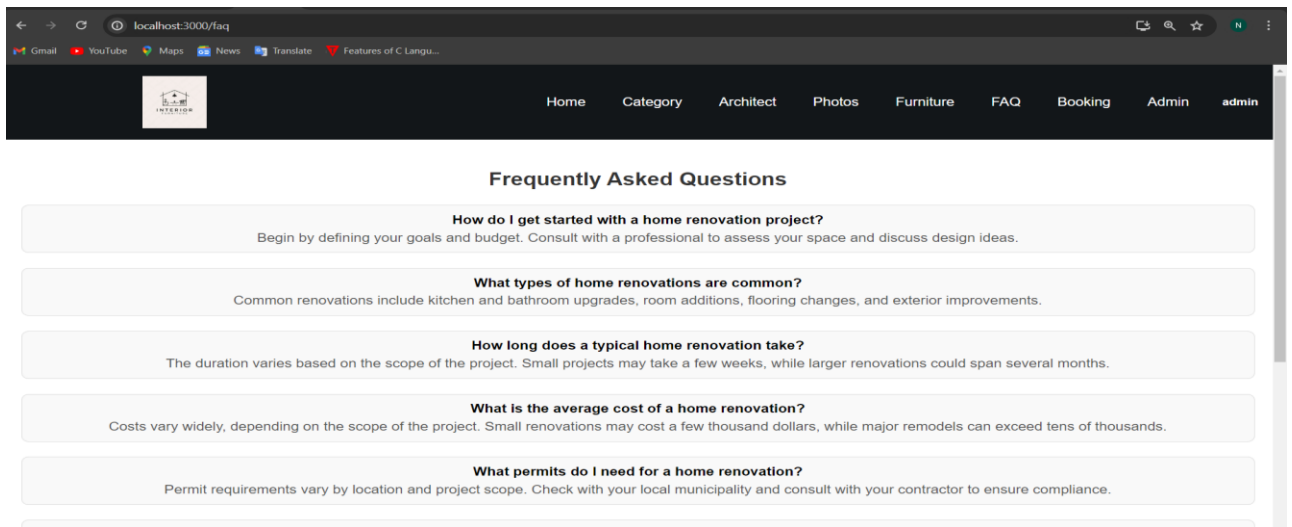 localhost:3000/faq
N
Gmail YouTube Maps News Translate Features of C Langu...
INTERIOR
Home Category Architect Photos Furniture FAQ Booking Admin admin
Frequently Asked Questions
How do I get started with a home renovation project?
Begin by defining your goals and budget. Consult with a professional to assess your space and discuss design ideas.
What types of home renovations are common?
Common renovations include kitchen and bathroom upgrades, room additions, flooring changes, and exterior improvements.
How long does a typical home renovation take?
The duration varies based on the scope of the project. Small projects may take a few weeks, while larger renovations could span several months.
What is the average cost of a home renovation?
Costs vary widely, depending on the scope of the project. Small renovations may cost a few thousand dollars, while major remodels can exceed tens of thousands.
What permits do I need for a home renovation?
Permit requirements vary by location and project scope. Check with your local municipality and consult with your contractor to ensure compliance.